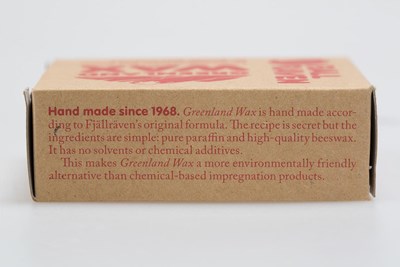 Hand made since 1968. Greenland Wax is hand made accor-
ding to Fjällräven's original formula. The recipe is secret but the
ingredients are simple: pure paraffin and high-quality beeswax.
It has no solvents or chemical additives.
This makes Greenland Wax a more environmentally friendly
alternative than chemical-based impregnation products.